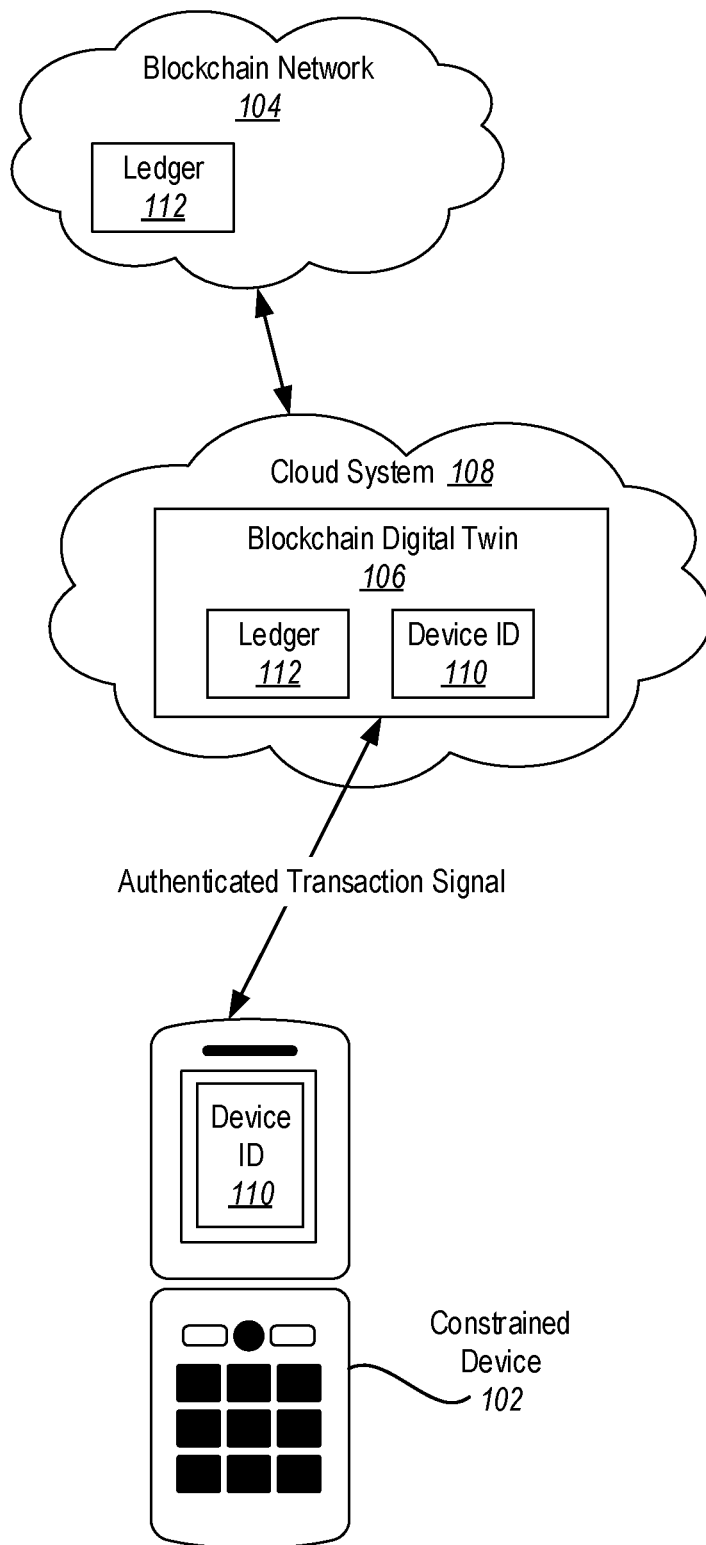 Blockchain Network
104
Ledger
112
Cloud System 108
Blockchain Digital Twin
106
Ledger
112
Device ID
110
Authenticated Transaction Signal
Device
ID
110
Constrained
Device
102